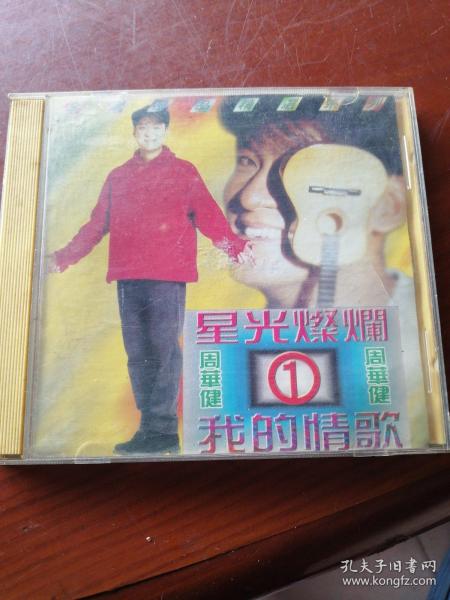 星光燦爛
周華健
①
周華健
我的情歌
孔夫子旧书网
www.kongfz.com